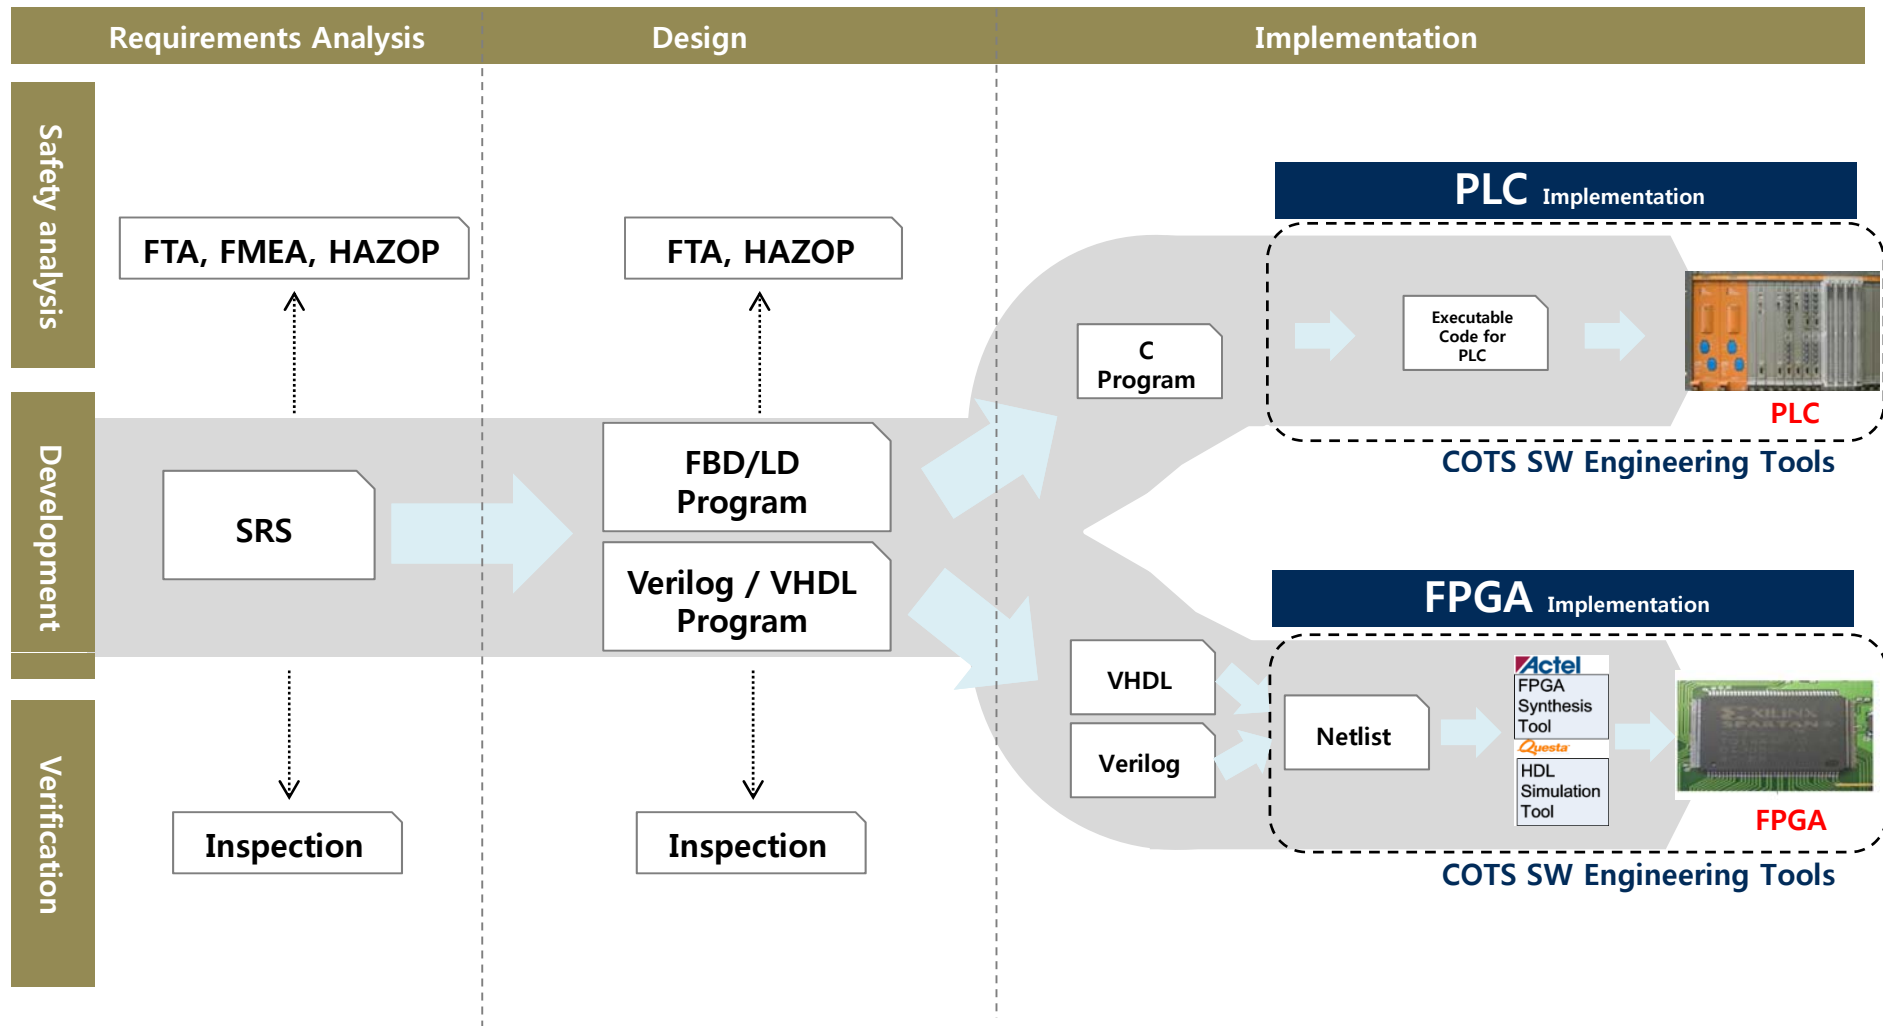 Requirements Analysis
Design
Implementation
Safety analysis
FTA, FMEA, HAZOP
FTA, HAZOP
PLC Implementation
C
Program
Executable
Code for
PLC
PLC
COTS SW Engineering Tools
Development
SRS
FBD/LD
Program
Verilog / VHDL
Program
FPGA Implementation
VHDL
Verilog
Netlist
Actel
FPGA
Synthesis
Tool
Questa
HDL
Simulation
Tool
XILINX
SPARTAN
FPGA
COTS SW Engineering Tools
Verification
Inspection
Inspection